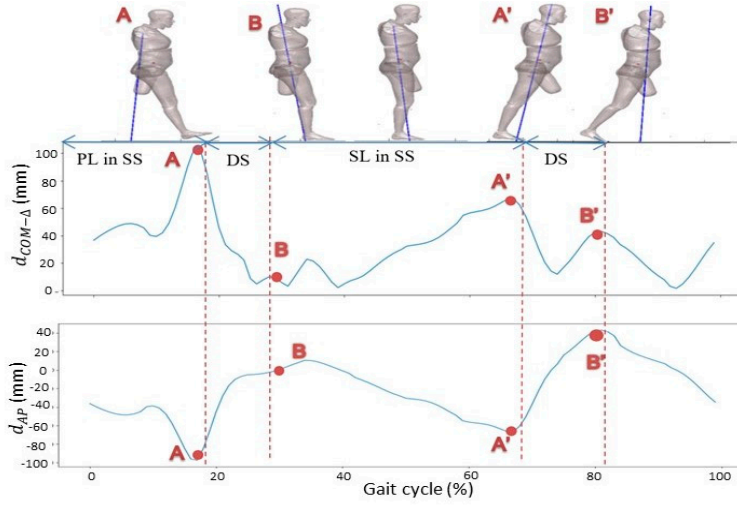 A B A' B'
PL in SS DS SL in SS DS
d_COM−Δ (mm)
100
80
60
40
20
0
A
B
A'
B'
d_AP (mm)
40
20
0
-20
-40
-60
-80
-100
A
B
A'
B'
0 20 40 60 80 100
Gait cycle (%)